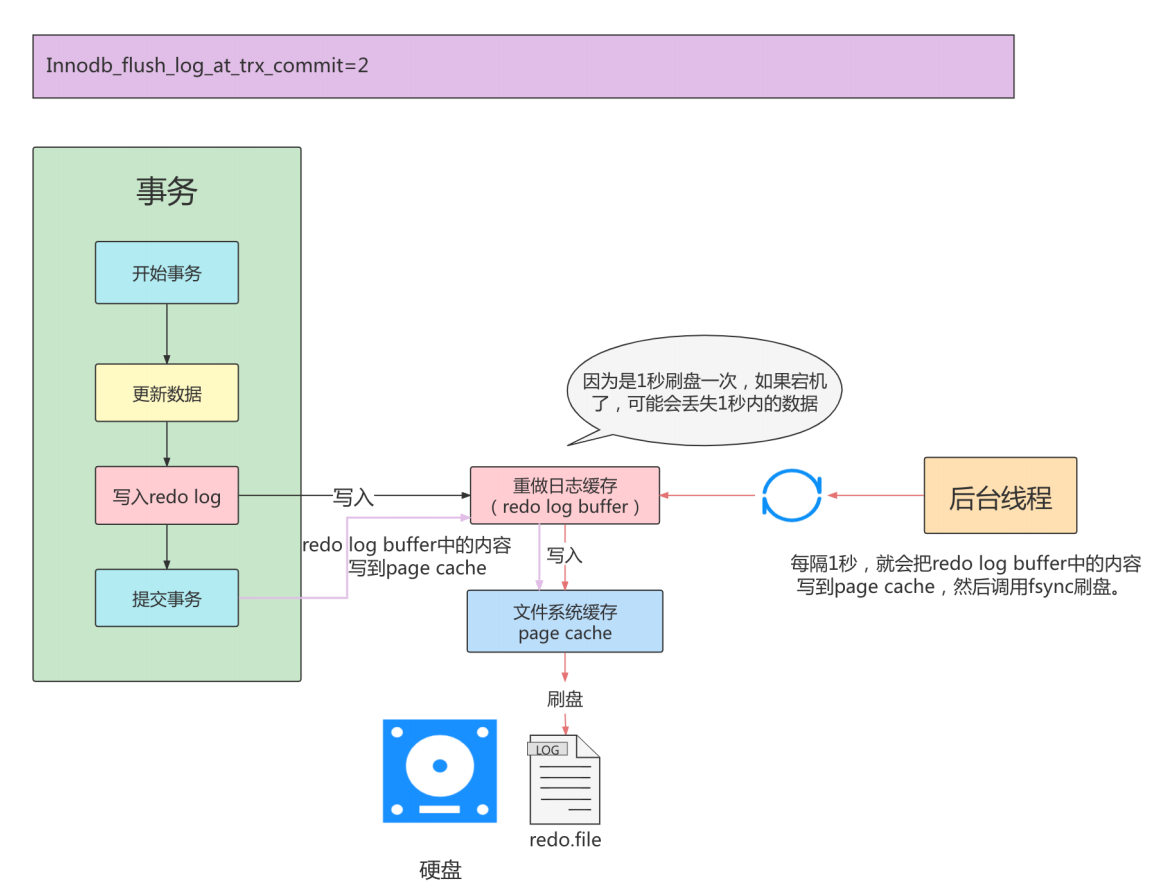 Innodb_flush_log_at_trx_commit=2
事务
开始事务
更新数据
写入redo log
提交事务
写入
redo log buffer中的内容
写到page cache
因为是1秒刷盘一次，如果宕机
了，可能会丢失1秒内的数据
重做日志缓存
（ redo log buffer ）
写入
文件系统缓存
page cache
刷盘
LOG
redo.file
硬盘
后台线程
每隔1秒，就会把redo log buffer中的内容
写到page cache，然后调用fsync刷盘。